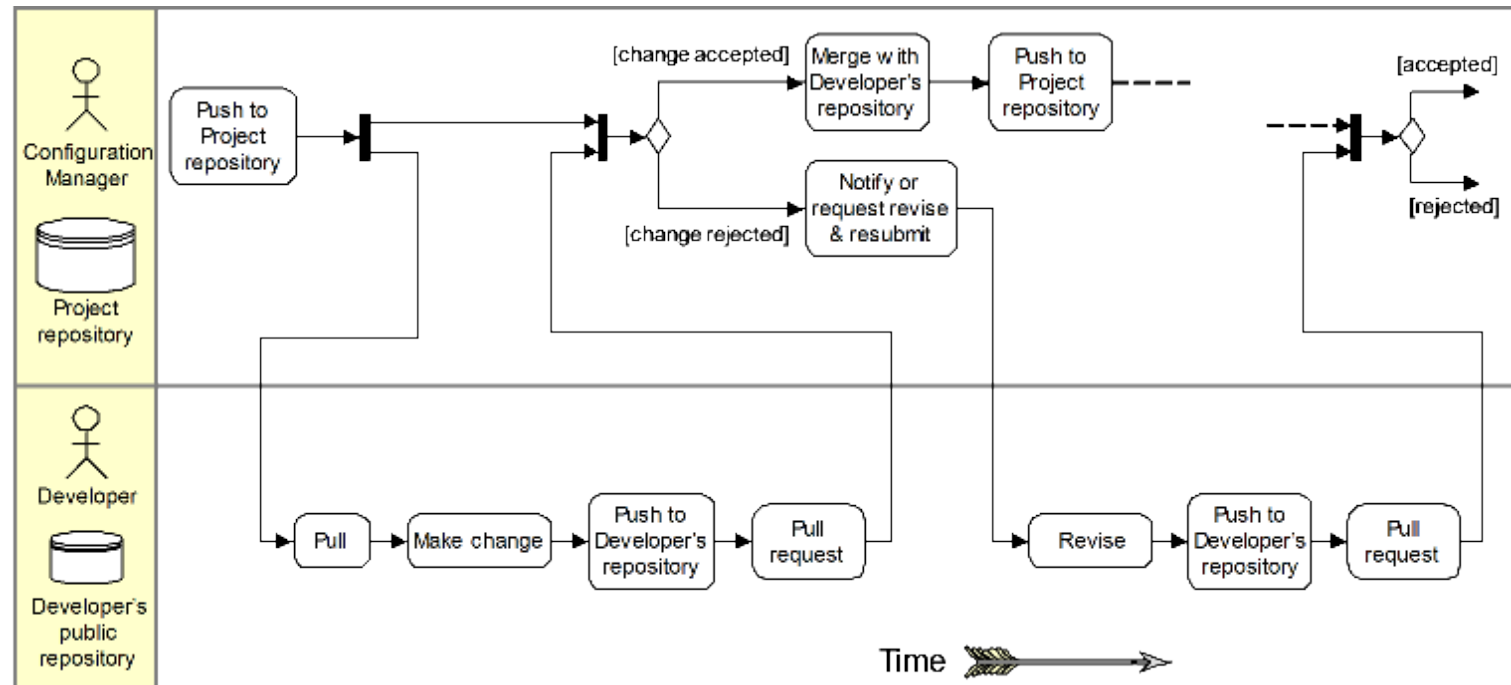 Configuration
Manager
Project
repository
Push to
Project
repository
[change accepted]
Merge with
Developer's
repository
Push to
Project
repository
[change rejected]
Notify or
request revise
& resubmit
[accepted]
[rejected]
Developer
Developer's
public
repository
Pull
Make change
Push to
Developer's
repository
Pull
request
Revise
Push to
Developer's
repository
Pull
request
Time